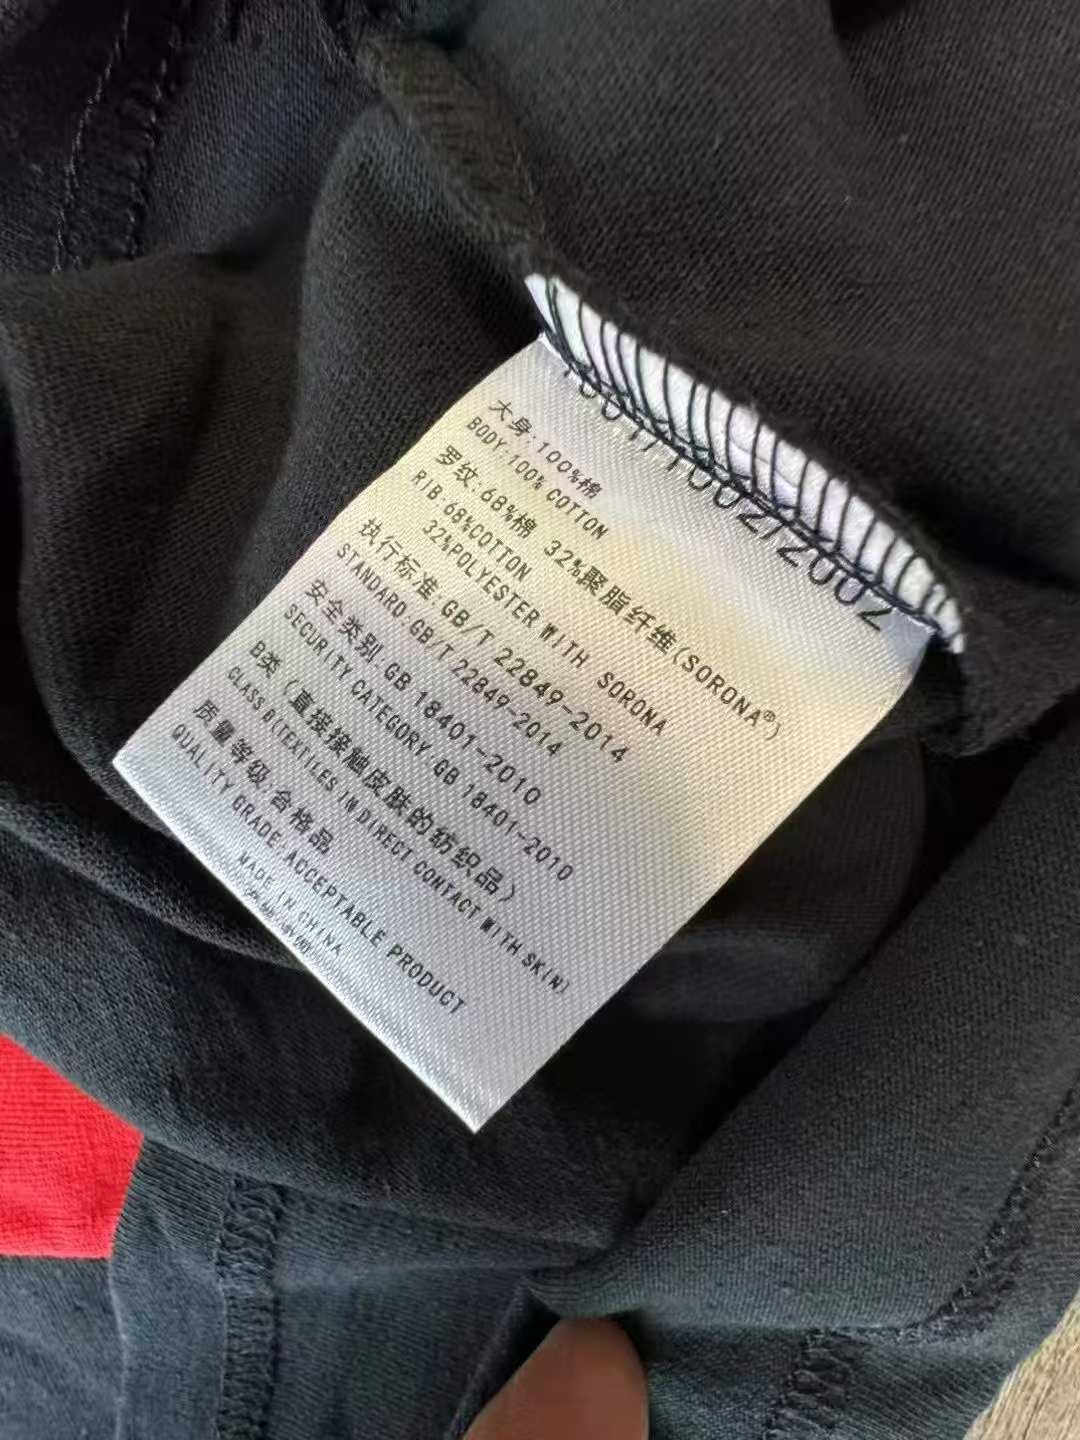 大身:100%棉
BODY:100% COTTON
罗纹:68%棉 32%聚脂纤维(SORONA®)
RIB:68%COTTON
32%POLYESTER WITH SORONA
执行标准:GB/T 22849-2014
STANDARD:GB/T 22849-2014
安全类别:GB 18401-2010
SECURITY CATEGORY:GB 18401-2010
B类(直接接触皮肤的纺织品)
CLASS B(TEXTILES IN DIRECT CONTACT WITH SKIN)
质量等级:合格品
QUALITY GRADE:ACCEPTABLE PRODUCT
MADE IN CHINA